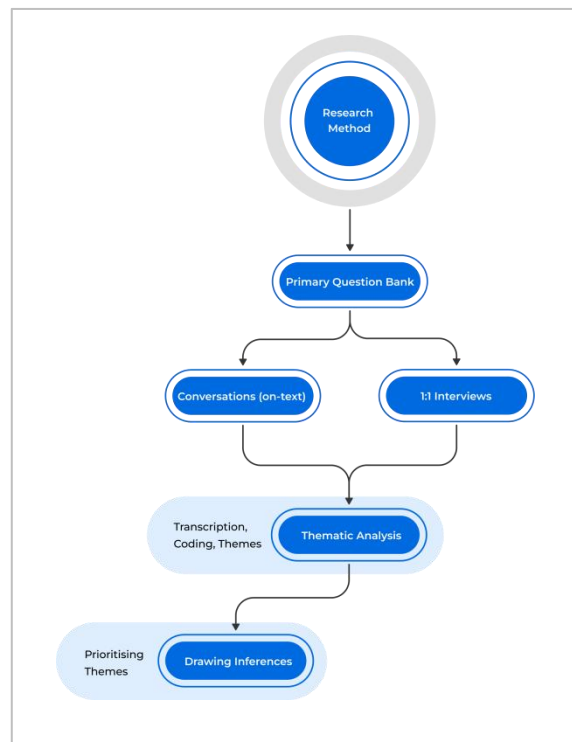 Research
Method
Primary Question Bank
Conversations (on-text)
1:1 Interviews
Transcription,
Coding, Themes
Thematic Analysis
Prioritising
Themes
Drawing Inferences